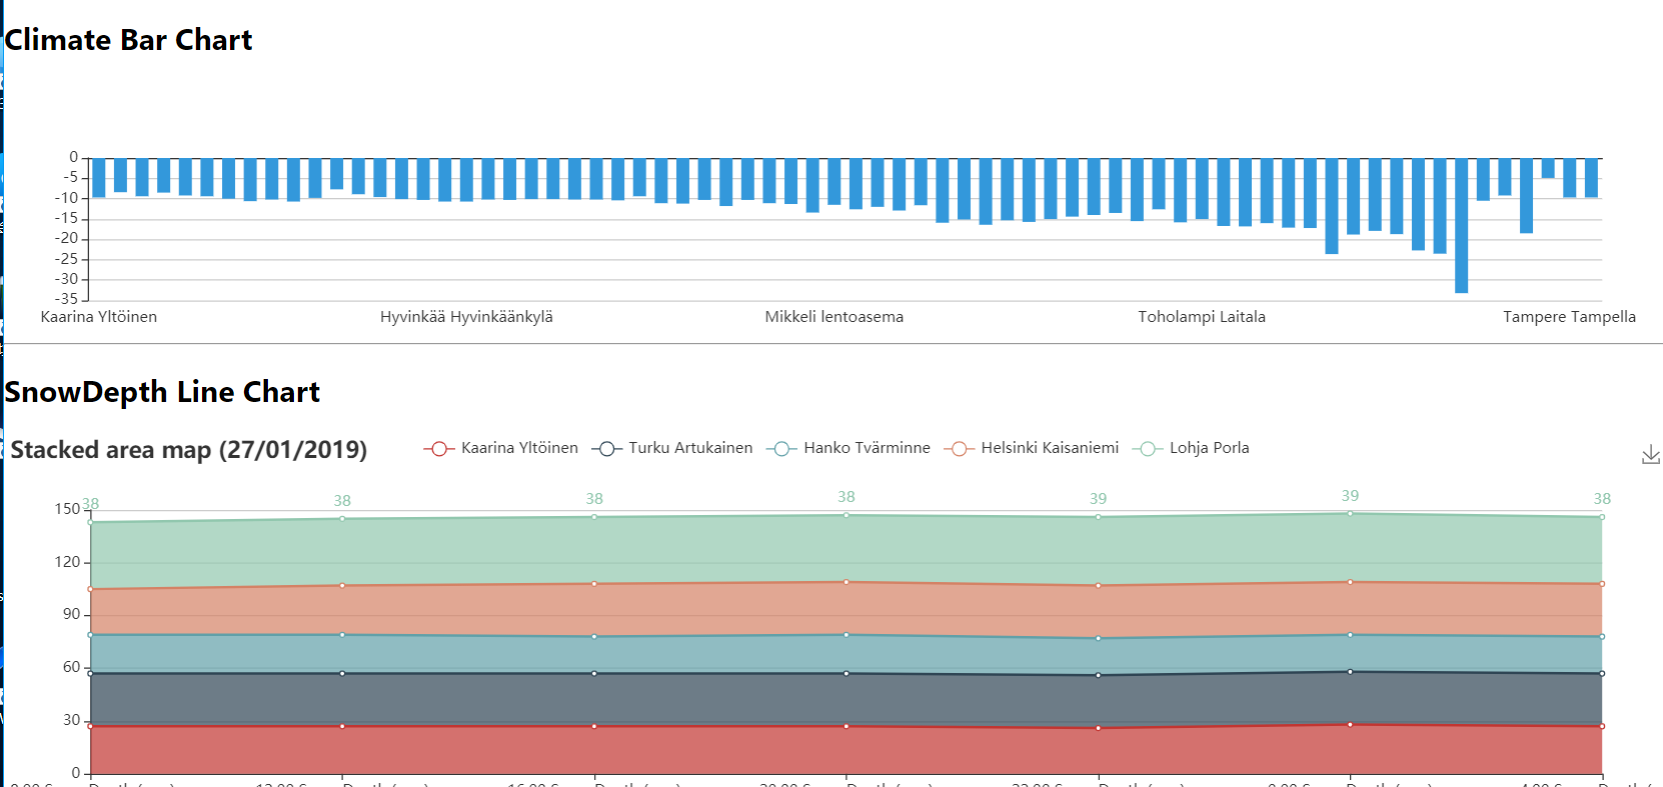 Climate Bar Chart
0
-5
-10
-15
-20
-25
-30
-35
Kaarina Yltöinen Hyvinkää Hyvinkäänkylä Mikkeli lentoasema Toholampi Laitala Tampere Tampella
SnowDepth Line Chart
Stacked area map (27/01/2019) Kaarina Yltöinen Turku Artukainen Hanko Tvärminne Helsinki Kaisaniemi Lohja Porla
38 38 38 38 39 39 38
150
120
90
60
30
0